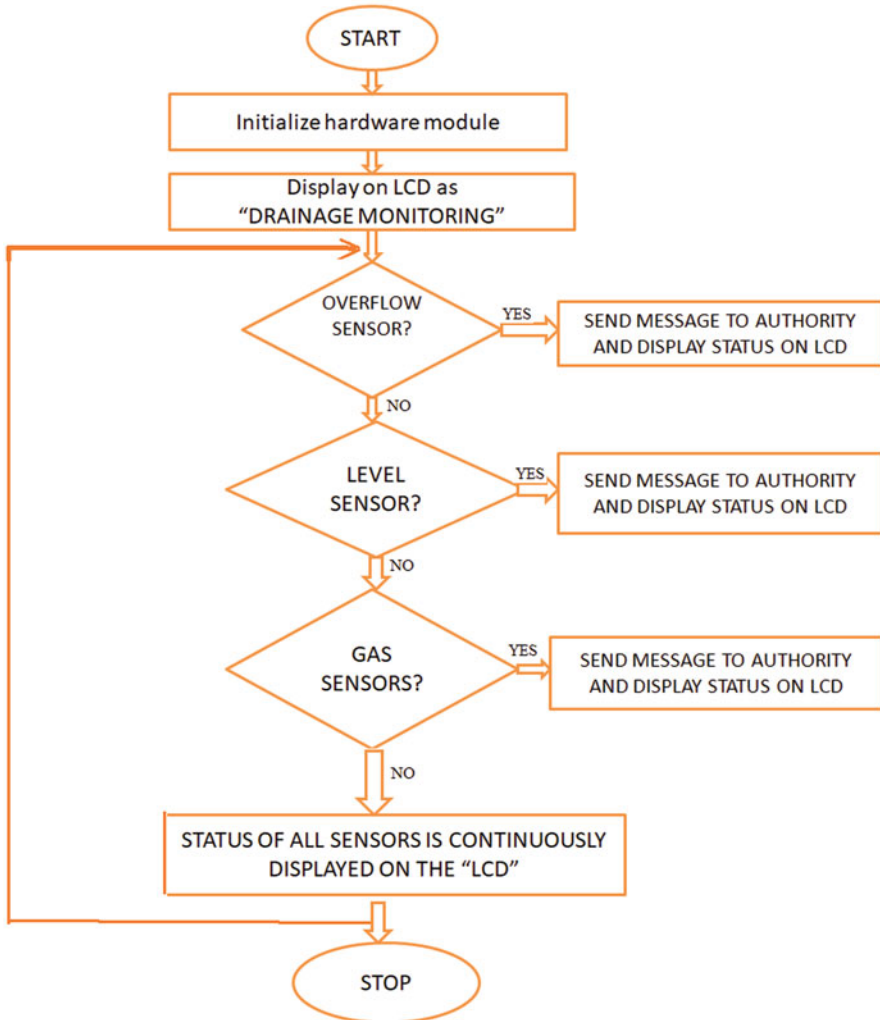 START
Initialize hardware module
Display on LCD as
“DRAINAGE MONITORING”
OVERFLOW
SENSOR?
YES
SEND MESSAGE TO AUTHORITY
AND DISPLAY STATUS ON LCD
NO
LEVEL
SENSOR?
YES
SEND MESSAGE TO AUTHORITY
AND DISPLAY STATUS ON LCD
NO
GAS
SENSORS?
YES
SEND MESSAGE TO AUTHORITY
AND DISPLAY STATUS ON LCD
NO
STATUS OF ALL SENSORS IS CONTINUOUSLY
DISPLAYED ON THE “LCD”
STOP